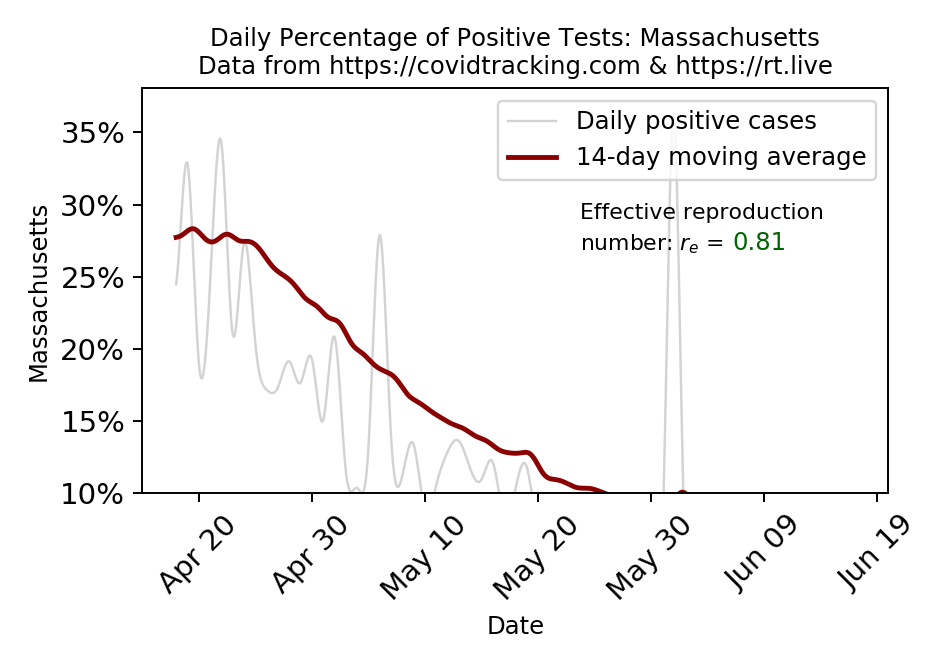 Daily Percentage of Positive Tests: Massachusetts
Data from https://covidtracking.com & https://rt.live
Daily positive cases
14-day moving average
Effective reproduction
number: rₑ = 0.81
Massachusetts
35%
30%
25%
20%
15%
10%
Apr 20
Apr 30
May 10
May 20
May 30
Jun 09
Jun 19
Date